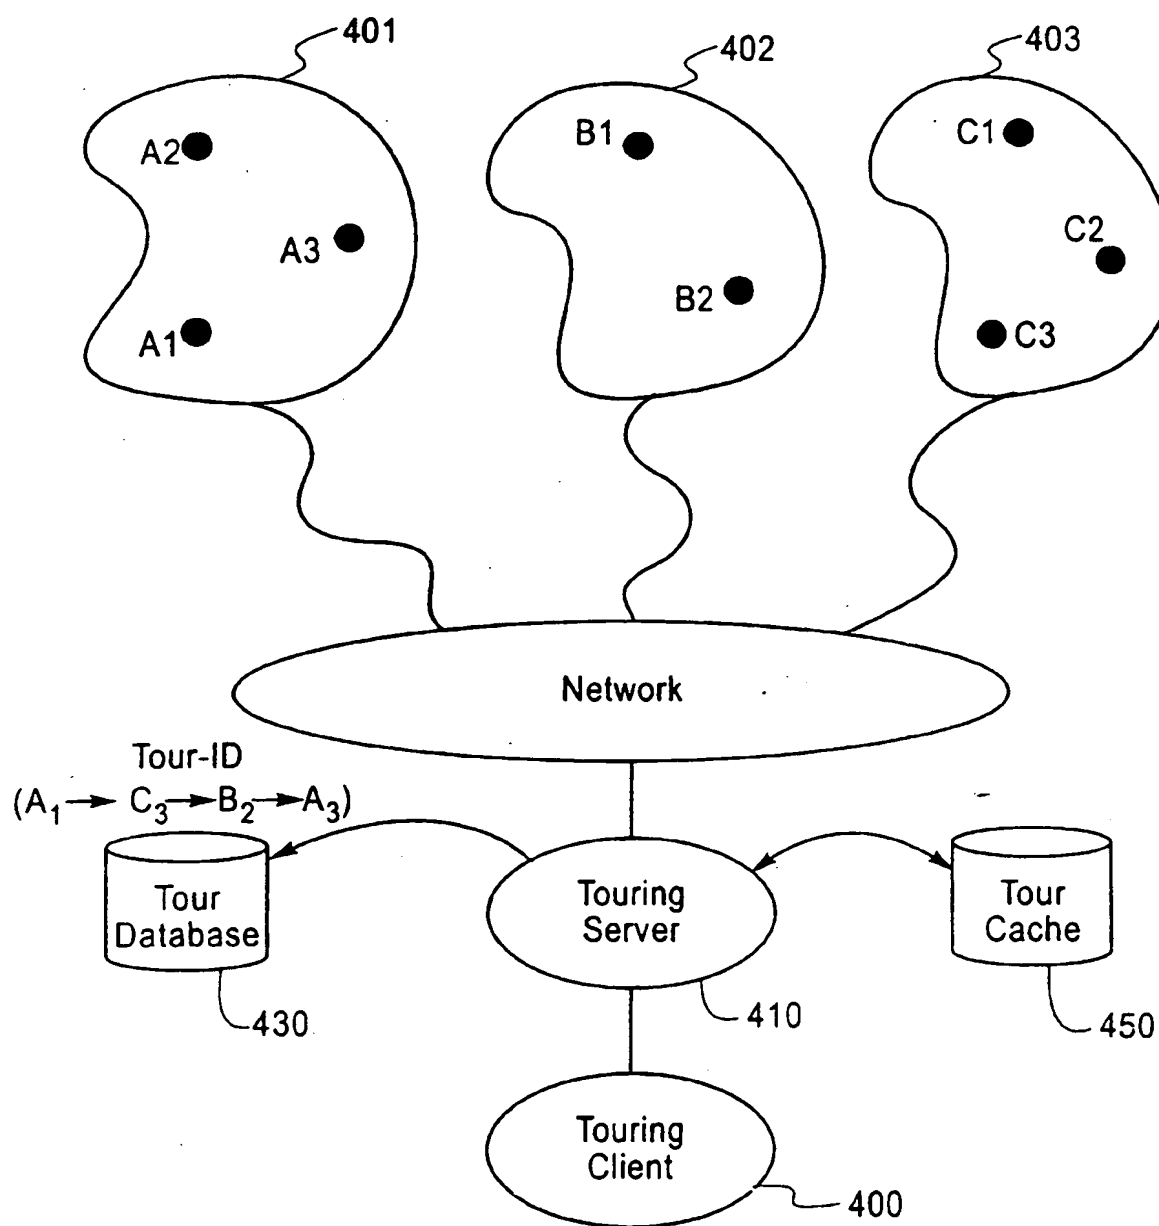 401
402
403
A2
A3
A1
B1
B2
C1
C2
C3
Network
Tour-ID
(A₁→ C₃→B₂→A₃)
Tour
Database
430
Touring
Server
410
Tour
Cache
450
Touring
Client
400